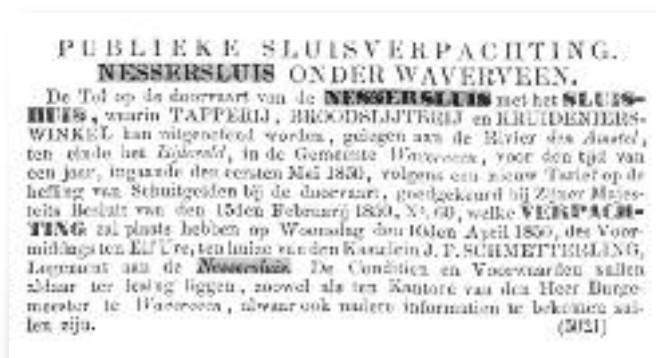 PUBLIEKE SLUISVERPACHTING.
NESSERSLUIS ONDER WAVERVEEN.
De Tol op de doorvaart van de NESSERSLUIS met het SLUIS-
HUIS, waarin TAPPERIJ, BROODSLIJTERIJ en KRUIDENIERS-
WINKEL kan uitgeoefend worden, gelegen aan de Rivier den Amstel,
ten einde het Bijleveld, in de Gemeente Waverveen, voor den tijd van
een jaar, ingaande den eersten Mei 1850, volgens een nieuw Tarief op de
heffing van Schuitgelden bij de doorvaart, goedgekeurd bij Zijner Majes-
teits Besluit van den 15den Februarij 1850, N°. 60, welke VERPACH-
TING zal plaats hebben op Woensdag den 10den April 1850, des Voor-
middags ten Elf Ure, ten huize van den Kastelein J. P. SCHMETTERLING,
Logement aan de Nessersluis. De Conditien en Voorwaarden zullen
aldaar ter lezing liggen, zoowel als ten Kantore van den Heer Burge-
meester te Waverveen, alwaar ook nadere information te bekomen zul-
len zijn. (5021)